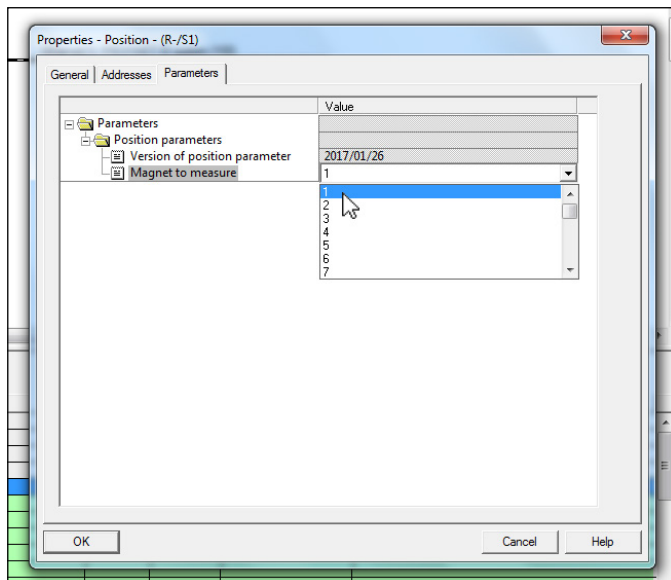 Properties - Position - (R-/S1)
General Addresses Parameters
Value
Parameters
Position parameters
Version of position parameter 2017/01/26
Magnet to measure 1
1
2
3
4
5
6
7
OK Cancel Help